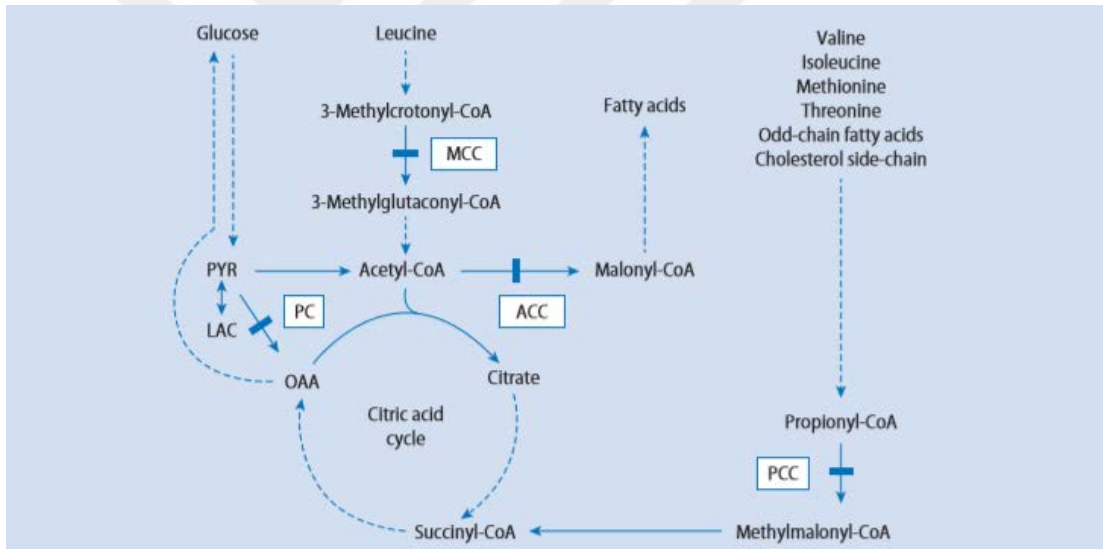 Glucose
Leucine
Valine
Isoleucine
Methionine
Threonine
Odd-chain fatty acids
Cholesterol side-chain
3-Methylcrotonyl-CoA
Fatty acids
MCC
3-Methylglutaconyl-CoA
PYR
Acetyl-CoA
Malonyl-CoA
PC
ACC
LAC
OAA
Citrate
Citric acid
cycle
Propionyl-CoA
PCC
Succinyl-CoA
Methylmalonyl-CoA